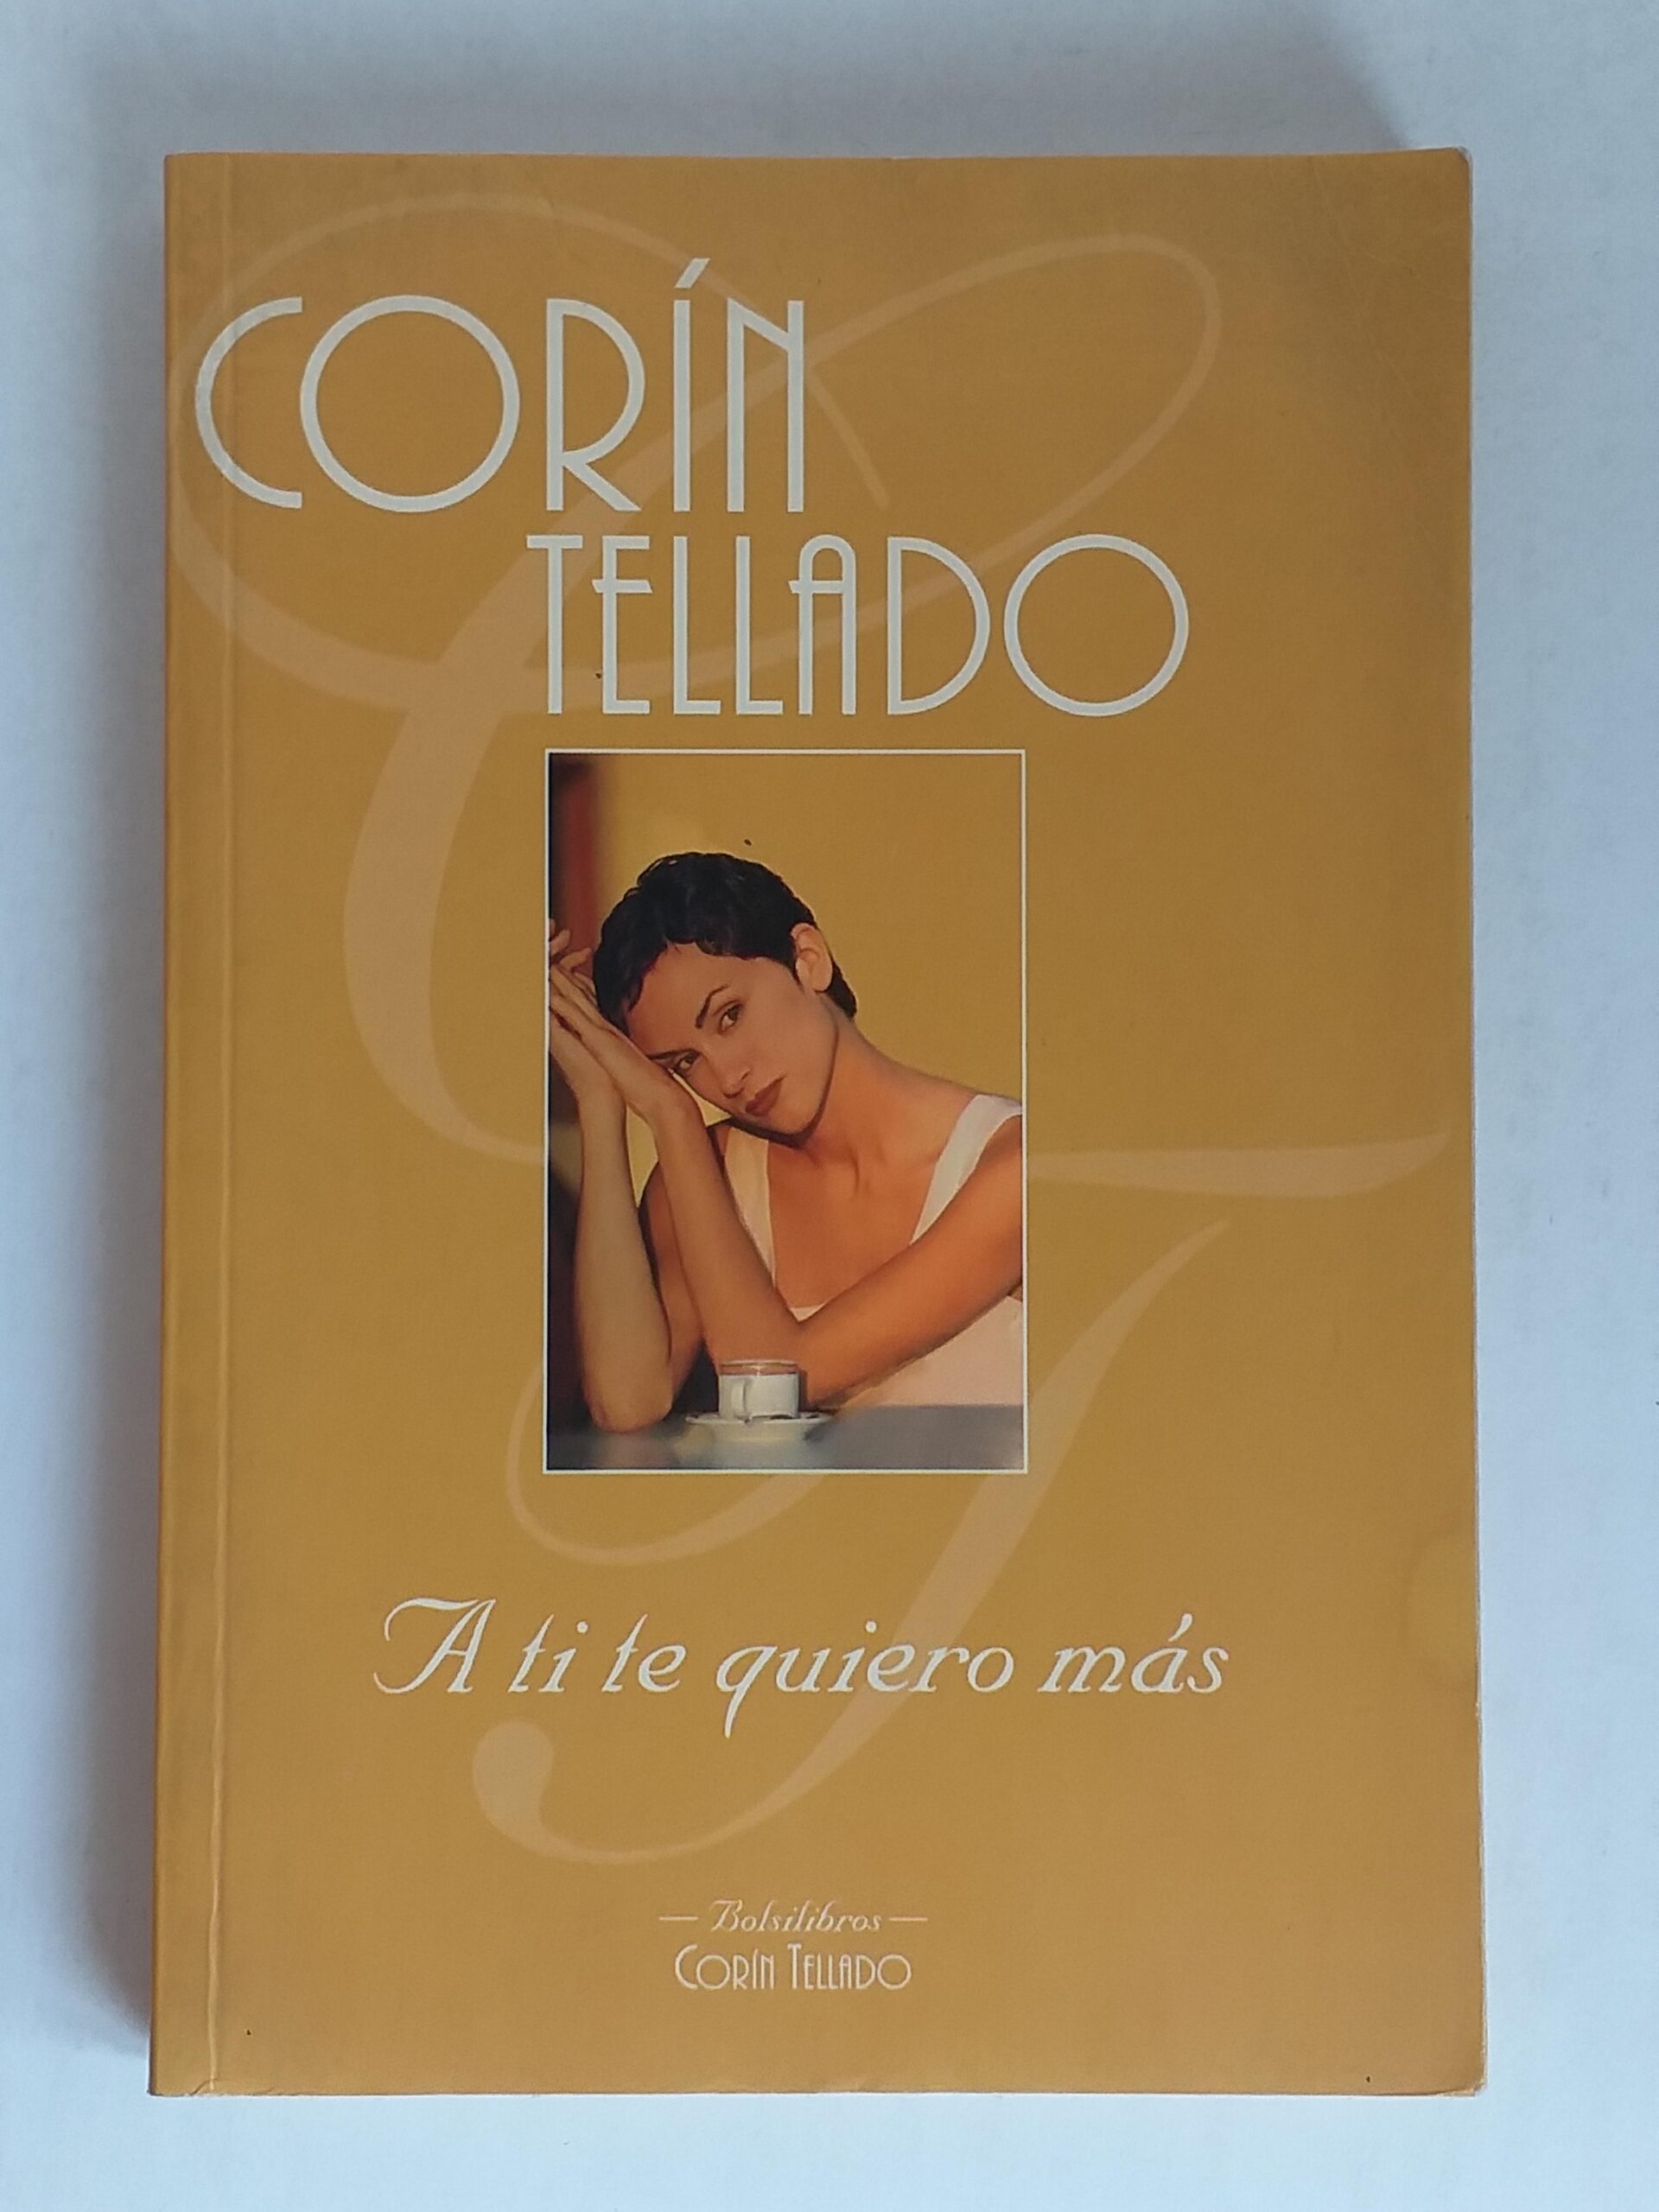 CORÍN
TELLADO
A ti te quiero más
— Bolsilibros —
CORÍN TELLADO